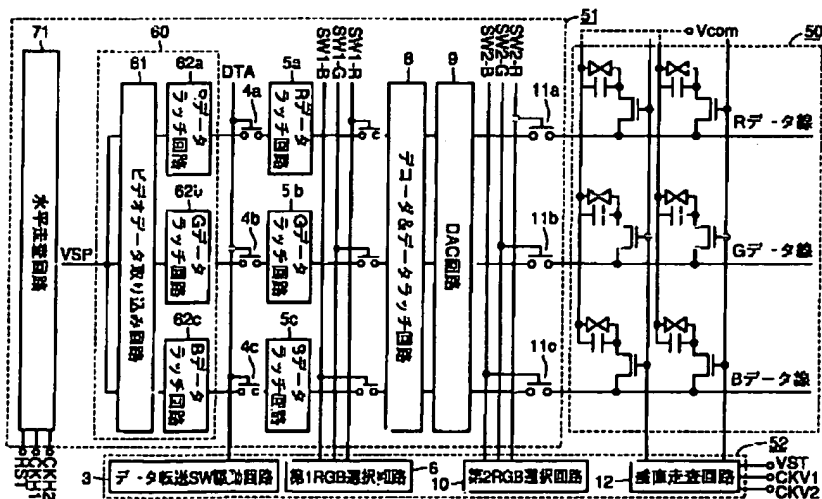 71
60
51
50
52
61
62a
DTA
4a
5a
SW1-B
SW1-G
SW1-R
8
9
SW2-B
SW2-G
SW2-R
11a
Vcom
水平走査回路
VSP
ビデオデータ取り込み回路
データ
ラッチ回路
Rデータ
ラッチ回路
デコーダ&データラッチ回路
DAC回路
Rデータ線
4b
5b
11b
Gデータ
ラッチ回路
Gデータ
ラッチ回路
Gデータ線
62c
4c
5c
11c
Bデータ
ラッチ回路
データ
ラッチ回路
Bデータ線
HST
CKH1
CKH2
3
データ転送SW駆動回路
第1RGB選択回路
6
10
第2RGB選択回路
12
垂直走査回路
VST
CKV1
CKV2